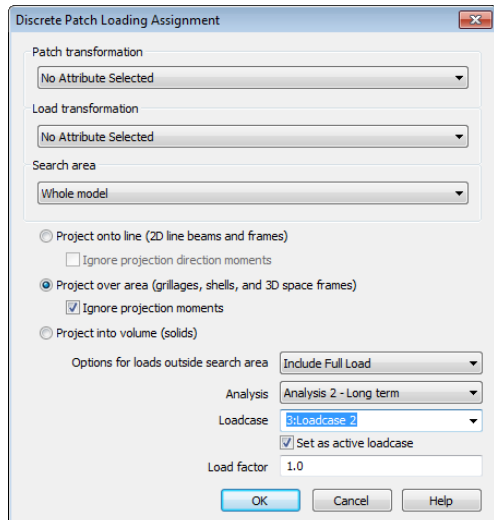 Discrete Patch Loading Assignment
Patch transformation
No Attribute Selected
Load transformation
No Attribute Selected
Search area
Whole model
Project onto line (2D line beams and frames)
Ignore projection direction moments
Project over area (grillages, shells, and 3D space frames)
Ignore projection moments
Project into volume (solids)
Options for loads outside search area Include Full Load
Analysis Analysis 2 - Long term
Loadcase 3:Loadcase 2
Set as active loadcase
Load factor 1.0
OK Cancel Help